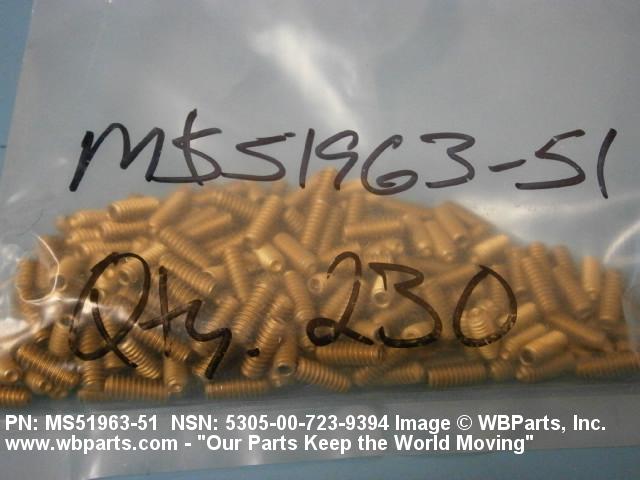 MS51963-51
Qty. 230
PN: MS51963-51 NSN: 5305-00-723-9394 Image © WBParts, Inc.
www.wbparts.com - "Our Parts Keep the World Moving"